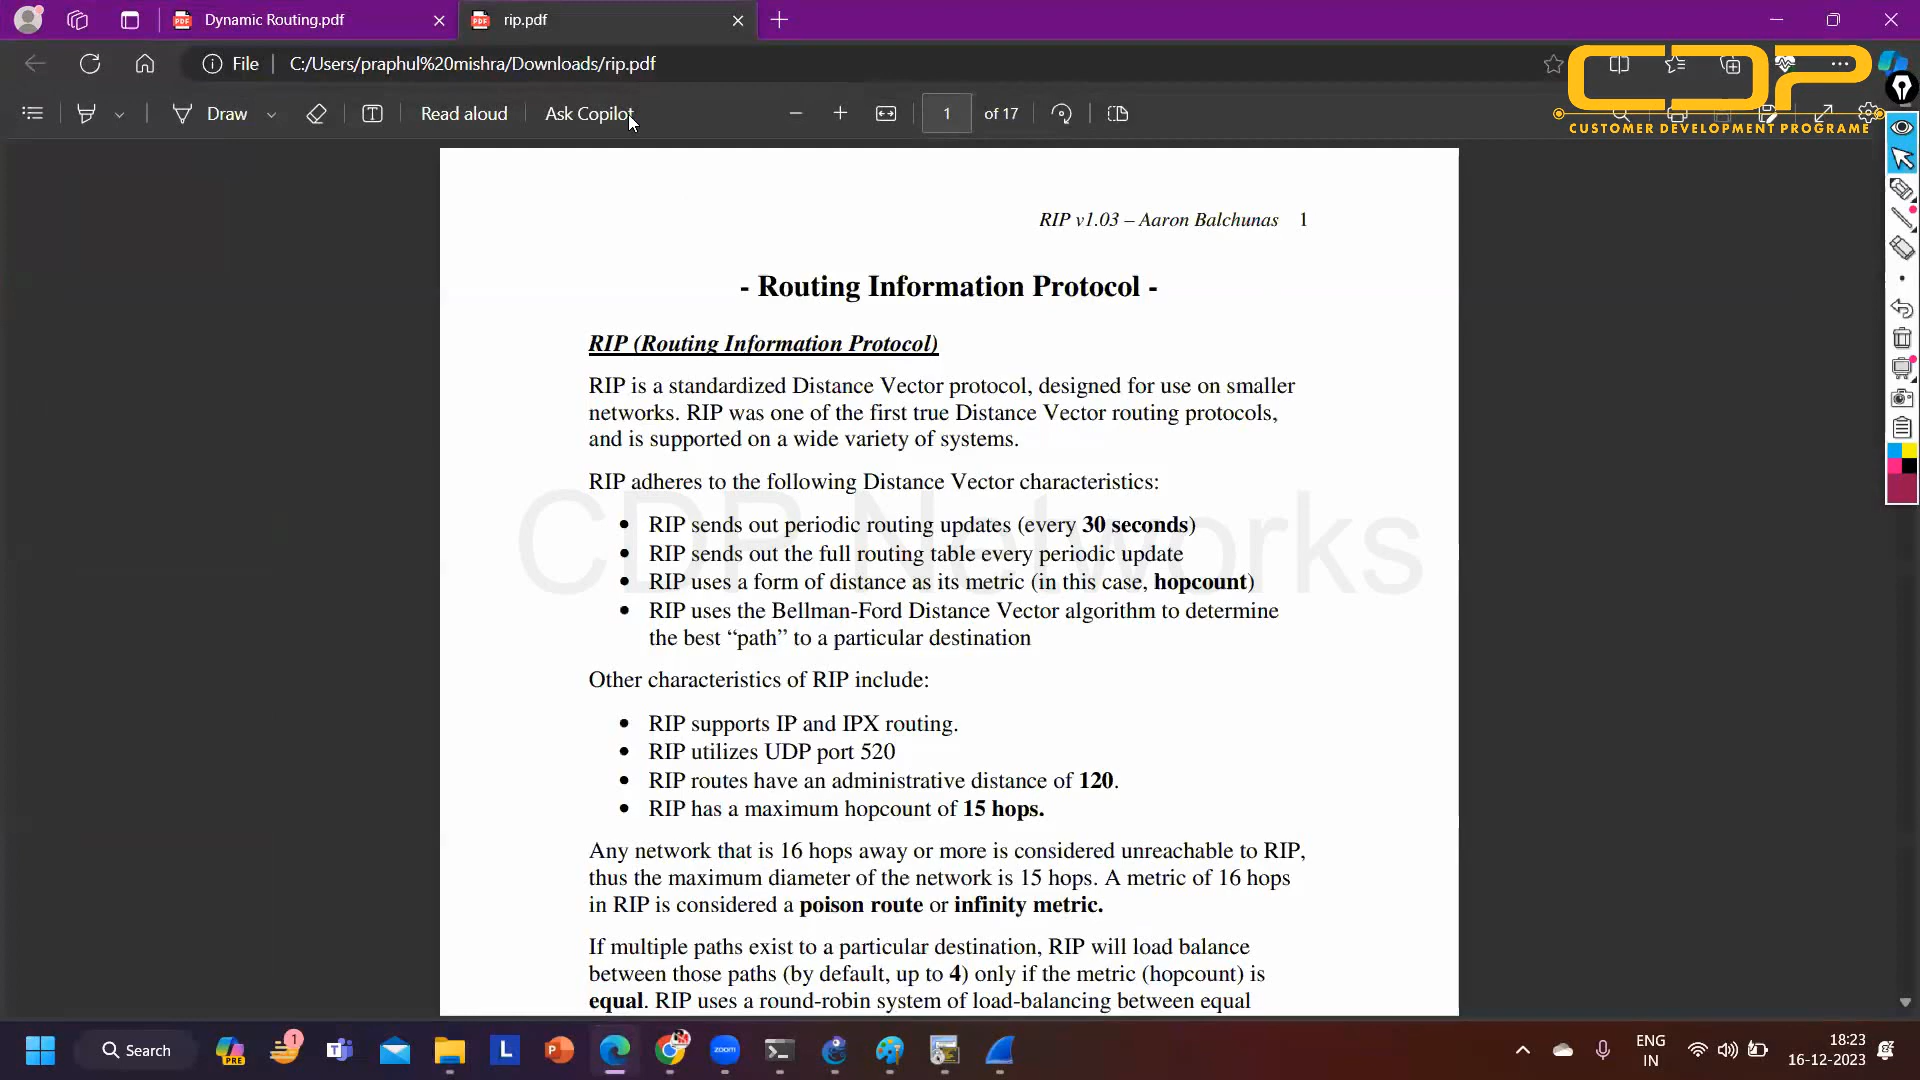 Dynamic Routing.pdf
rip.pdf
File
C:/Users/praphul%20mishra/Downloads/rip.pdf
CDP
Draw
Read aloud
Ask Copilot
1
of 17
CUSTOMER DEVELOPMENT PROGRAME
RIP v1.03 – Aaron Balchunas 1
- Routing Information Protocol -
RIP (Routing Information Protocol)
RIP is a standardized Distance Vector protocol, designed for use on smaller
networks. RIP was one of the first true Distance Vector routing protocols,
and is supported on a wide variety of systems.
RIP adheres to the following Distance Vector characteristics:
CDP Networks
• RIP sends out periodic routing updates (every 30 seconds)
• RIP sends out the full routing table every periodic update
• RIP uses a form of distance as its metric (in this case, hopcount)
• RIP uses the Bellman-Ford Distance Vector algorithm to determine
the best “path” to a particular destination
Other characteristics of RIP include:
• RIP supports IP and IPX routing.
• RIP utilizes UDP port 520
• RIP routes have an administrative distance of 120.
• RIP has a maximum hopcount of 15 hops.
Any network that is 16 hops away or more is considered unreachable to RIP,
thus the maximum diameter of the network is 15 hops. A metric of 16 hops
in RIP is considered a poison route or infinity metric.
If multiple paths exist to a particular destination, RIP will load balance
between those paths (by default, up to 4) only if the metric (hopcount) is
equal. RIP uses a round-robin system of load-balancing between equal
Search
PRE
1
L
zoom
ENG
IN
18:23
16-12-2023